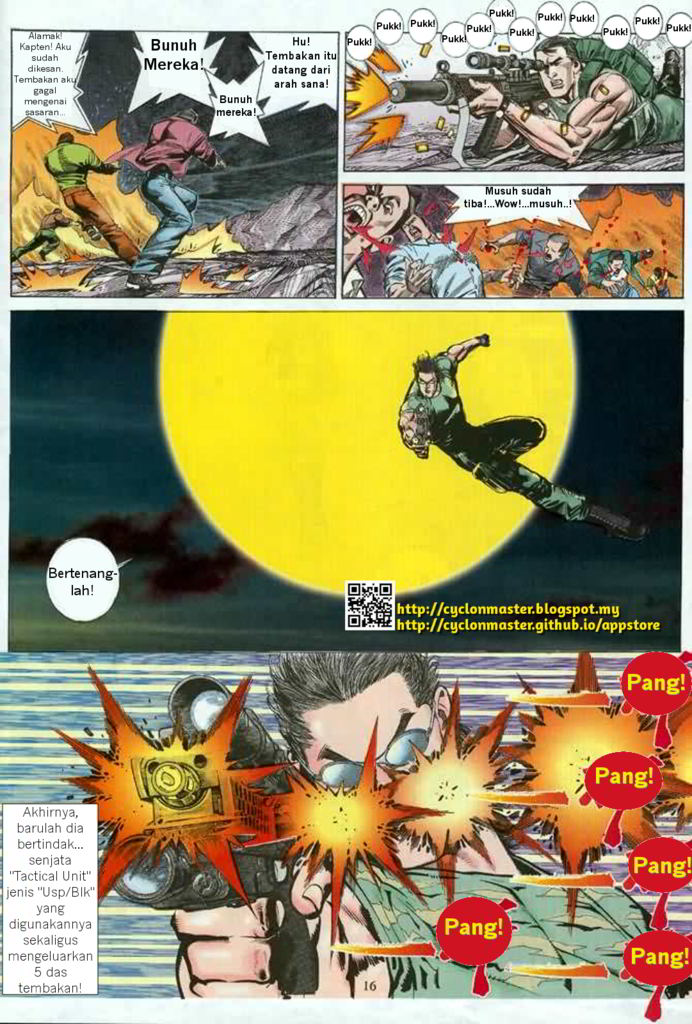 Alamak!
Kapten! Aku
sudah
dikesan.
Tembakan aku
gagal
mengenai
sasaran...
Bunuh
Mereka!
Bunuh
mereka!
Hu!
Tembakan itu
datang dari
arah sana!
Pukk!
Pukk!
Pukk!
Pukk!
Pukk!
Pukk!
Pukk!
Pukk!
Pukk!
Pukk!
Pukk!
Pukk!
Musuh sudah
tiba!...Wow!...musuh..!
Bertenang-
lah!
http://cyclonmaster.blogspot.my
http://cyclonmaster.github.io/appstore
Pang!
Pang!
Pang!
Pang!
Pang!
Akhirnya,
barulah dia
bertindak...
senjata
"Tactical Unit"
jenis "Usp/Blk"
yang
digunakannya
sekaligus
mengeluarkan
5 das
tembakan!
16